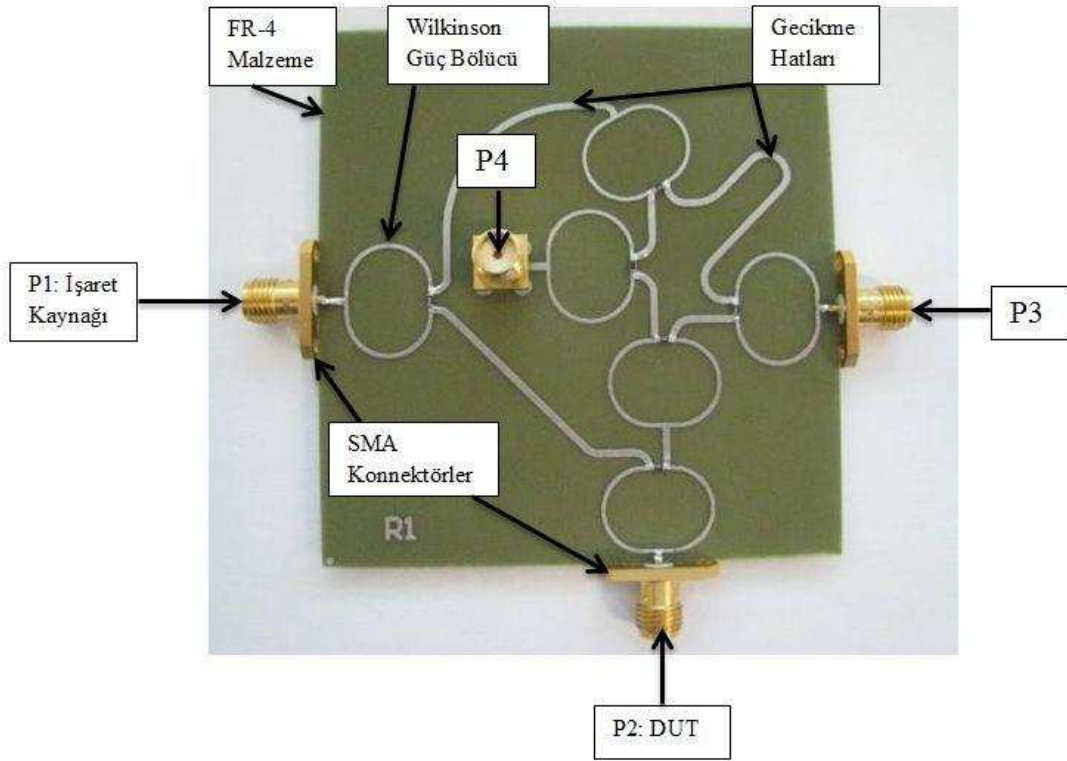 FR-4
Malzeme
Wilkinson
Güç Bölücü
Gecikme
Hatları
P4
P1: İşaret
Kaynağı
P3
SMA
Konnektörler
R1
P2: DUT